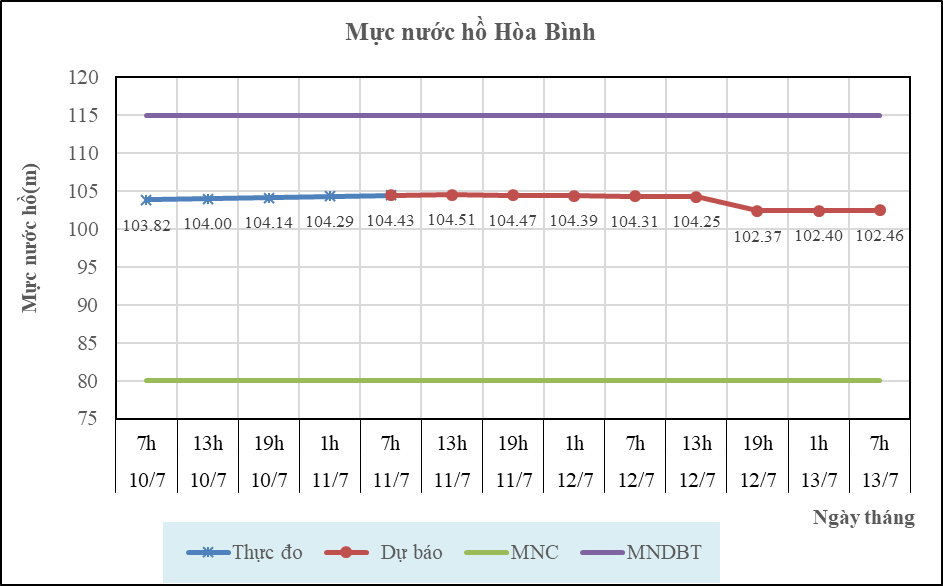 Mực nước hồ Hòa Bình
Mực nước hồ(m)
120
115
110
105
100
95
90
85
80
75
103.82 104.00 104.14 104.29 104.43 104.51 104.47 104.39 104.31 104.25 102.37 102.40 102.46
7h 13h 19h 1h 7h 13h 19h 1h 7h 13h 19h 1h 7h
10/7 10/7 10/7 11/7 11/7 11/7 11/7 12/7 12/7 12/7 12/7 13/7 13/7
Ngày tháng
Thực đo Dự báo MNC MNDBT